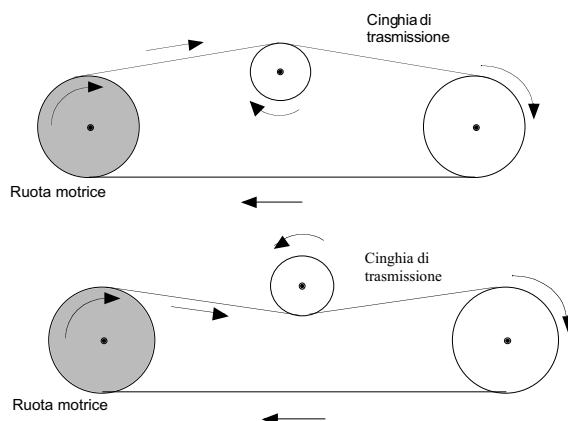 Cinghia di
trasmissione
Ruota motrice
Cinghia di
trasmissione
Ruota motrice